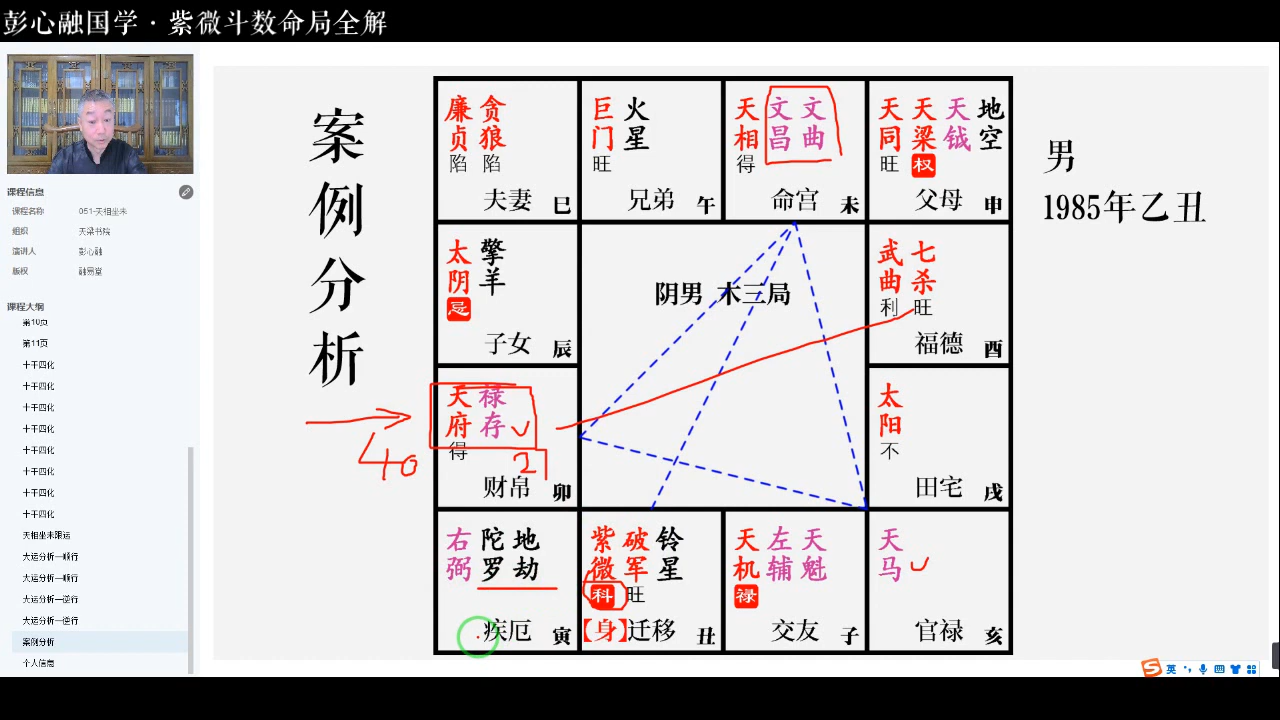 彭心融国学·紫微斗数命局全解
课程信息
课程名称 051-天相坐未
组织 天梁书院
演讲人 彭心融
版权 融易堂
课程大纲
第10页
第11页
十干四化
十干四化
十干四化
十干四化
十干四化
十干四化
十干四化
十干四化
天相坐未限运
大运分析—顺行
大运分析—顺行
大运分析—逆行
大运分析—逆行
案例分析
个人信息
案例分析
廉贞 贪狼
陷 陷
夫妻 巳
巨门 火星
旺
兄弟 午
天相 文昌 文曲
得
命宫 未
天同 天梁 天钺 地空
旺 权
父母 申
男
1985年乙丑
太阴 擎羊
忌
子女 辰
阴男 木三局
武曲 七杀
利 旺
福德 酉
天府 禄存
得
财帛 卯
40
21
太阳
不
田宅 戌
右弼 陀罗 地劫
疾厄 寅
紫微 破军 铃星
科 旺
【身】迁移 丑
天机 左辅 天魁
禄
交友 子
天马
官禄 亥
英